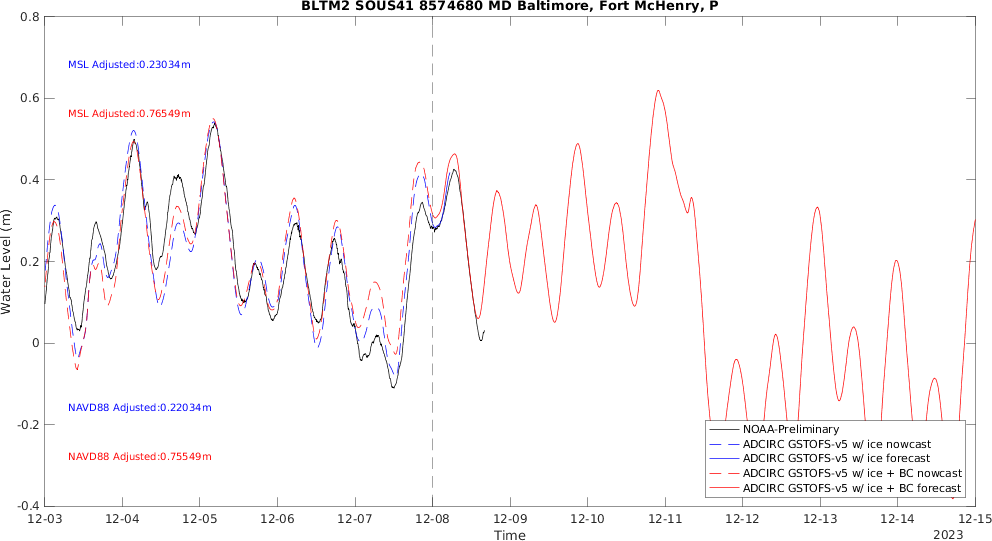 BLTM2 SOUS41 8574680 MD Baltimore, Fort McHenry, P
0.8
0.6
0.4
0.2
0
-0.2
-0.4
Water Level (m)
MSL Adjusted:0.23034m
MSL Adjusted:0.76549m
NAVD88 Adjusted:0.22034m
NAVD88 Adjusted:0.75549m
NOAA-Preliminary
ADCIRC GSTOFS-v5 w/ ice nowcast
ADCIRC GSTOFS-v5 w/ ice forecast
ADCIRC GSTOFS-v5 w/ ice + BC nowcast
ADCIRC GSTOFS-v5 w/ ice + BC forecast
12-03 12-04 12-05 12-06 12-07 12-08 12-09 12-10 12-11 12-12 12-13 12-14 12-15
Time
2023